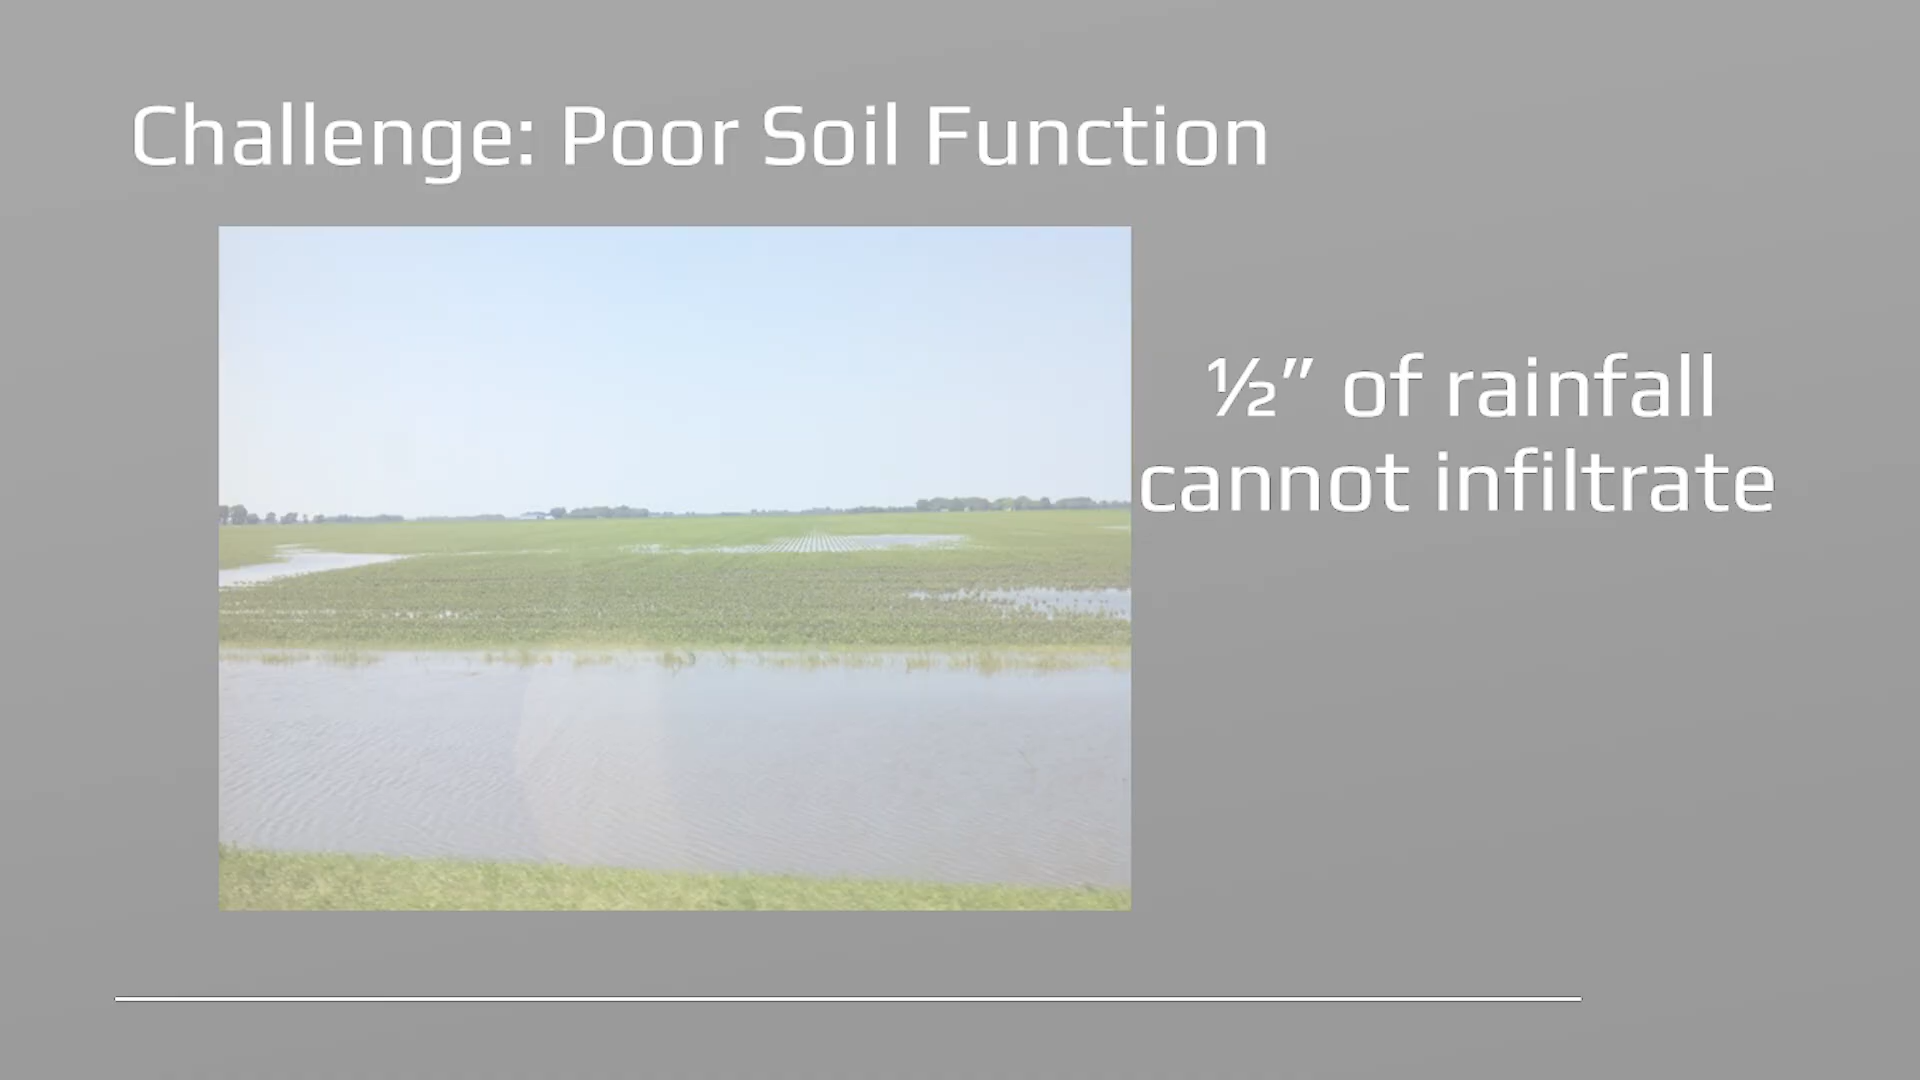 Challenge: Poor Soil Function
½” of rainfall
cannot infiltrate